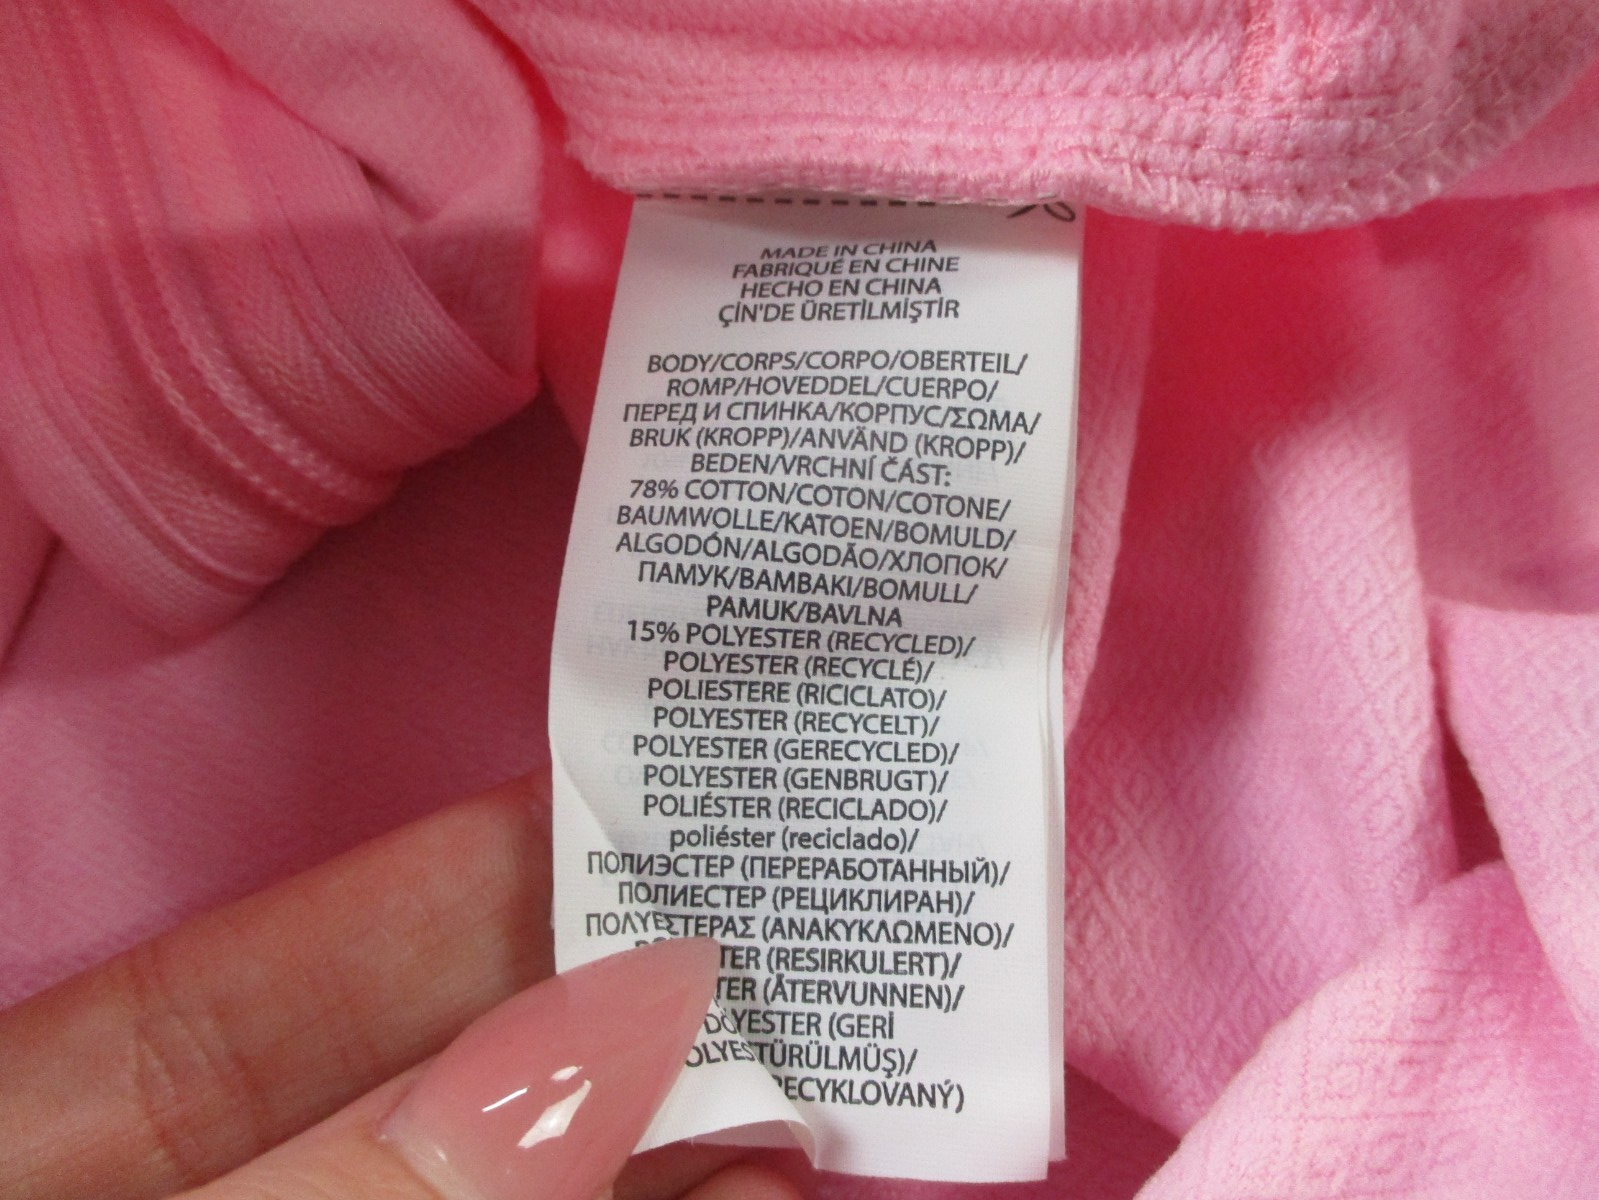 MADE IN CHINA
FABRIQUÉ EN CHINE
HECHO EN CHINA
ÇİN'DE ÜRETİLMİŞTİR
BODY/CORPS/CORPO/OBERTEIL/
ROMP/HOVEDDEL/CUERPO/
ПЕРЕД И СПИНКА/КОРПУС/ΣΩΜΑ/
BRUK (KROPP)/ANVÄND (KROPP)/
BEDEN/VRCHNÍ ČÁST:
78% COTTON/COTON/COTONE/
BAUMWOLLE/KATOEN/BOMULD/
ALGODÓN/ALGODÃO/ХЛОПОК/
ПАМУК/ΒΑΜΒΑΚΙ/BOMULL/
PAMUK/BAVLNA
15% POLYESTER (RECYCLED)/
POLYESTER (RECYCLÉ)/
POLIESTERE (RICICLATO)/
POLYESTER (RECYCELT)/
POLYESTER (GERECYCLED)/
POLYESTER (GENBRUGT)/
POLIÉSTER (RECICLADO)/
poliéster (reciclado)/
ПОЛИЭСТЕР (ПЕРЕРАБОТАННЫЙ)/
ПОЛИЕСТЕР (РЕЦИКЛИРАН)/
ΠΟΛΥΕΣΤΕΡΑΣ (ΑΝΑΚΥΚΛΩΜΕΝΟ)/
(RESIRKULERT)/
(ÅTERVUNNEN)/
(GERİ